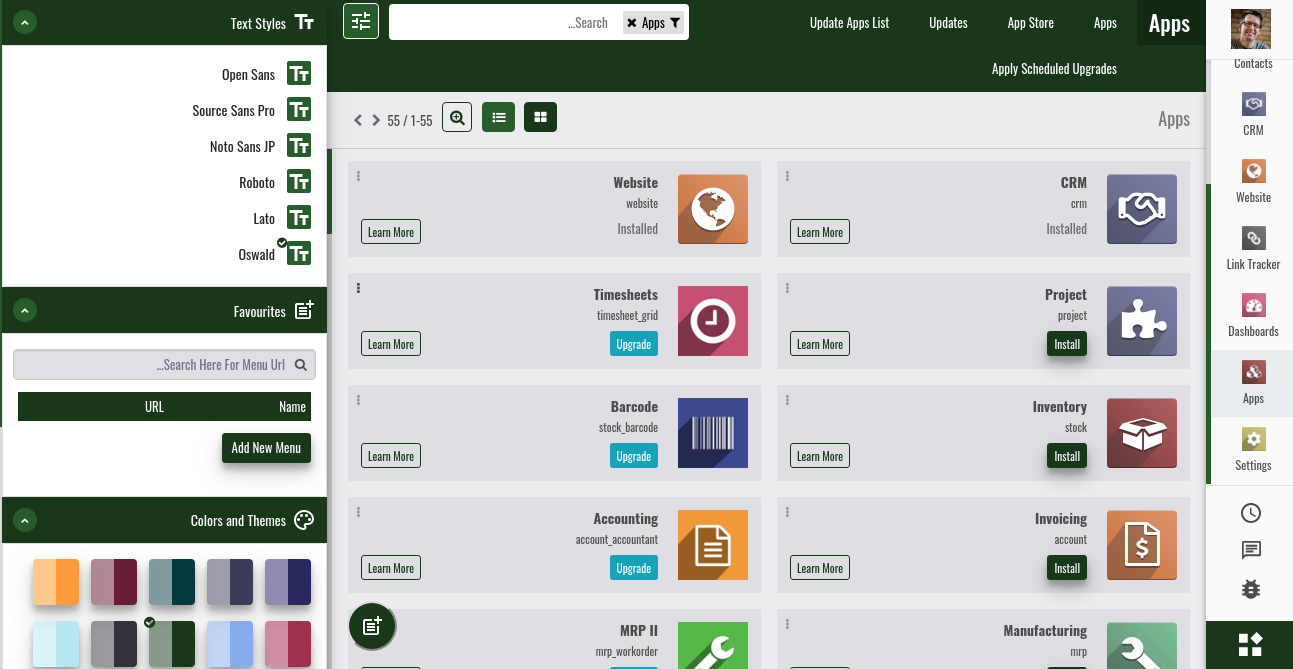 Text Styles
Open Sans
Source Sans Pro
Noto Sans JP
Roboto
Lato
Oswald
Favourites
...Search Here For Menu Url
Name URL
Add New Menu
Colors and Themes
Apps
Apps
App Store
Updates
Update Apps List
Apply Scheduled Upgrades
Apps
...Search
Apps
55 / 1-55
CRM
crm
Installed
Learn More
Website
website
Installed
Learn More
Project
project
Install
Learn More
Timesheets
timesheet_grid
Upgrade
Learn More
Inventory
stock
Install
Learn More
Barcode
stock_barcode
Upgrade
Learn More
Invoicing
account
Install
Learn More
Accounting
account_accountant
Upgrade
Learn More
Manufacturing
mrp
MRP II
mrp_workorder
Contacts
CRM
Website
Link Tracker
Dashboards
Apps
Settings